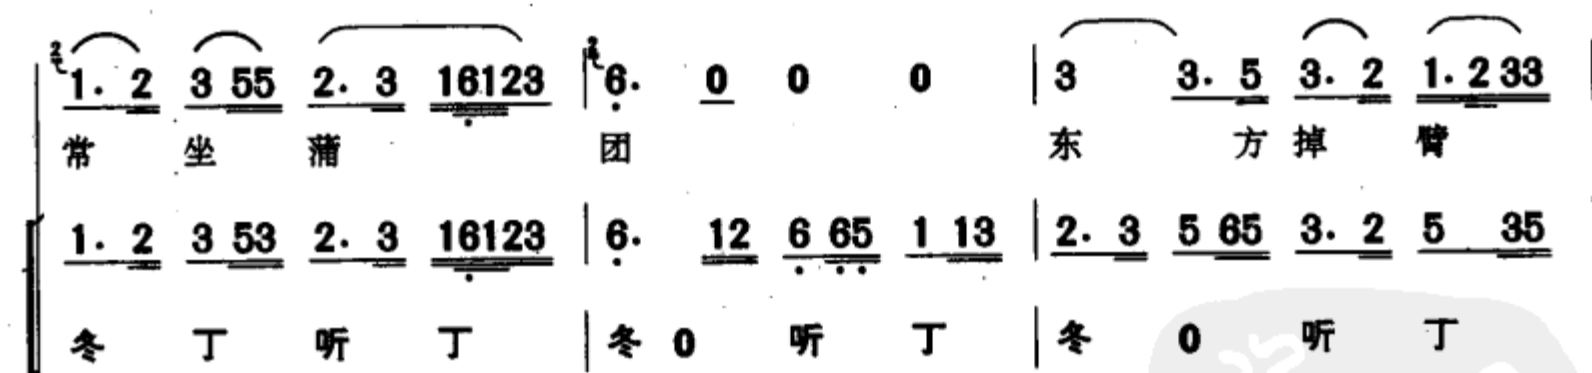 2 1. 2 3 55 2. 3 16123 | 2 6. 0 0 0 | 3 3. 5 3. 2 1. 2 33 |
常 坐 蒲 团 东 方 掉 臂
1. 2 3 53 2. 3 16123 | 6. 12 6 65 1 13 | 2. 3 5 65 3. 2 5 35
冬 丁 听 丁 | 冬 0 听 丁 | 冬 0 听 丁